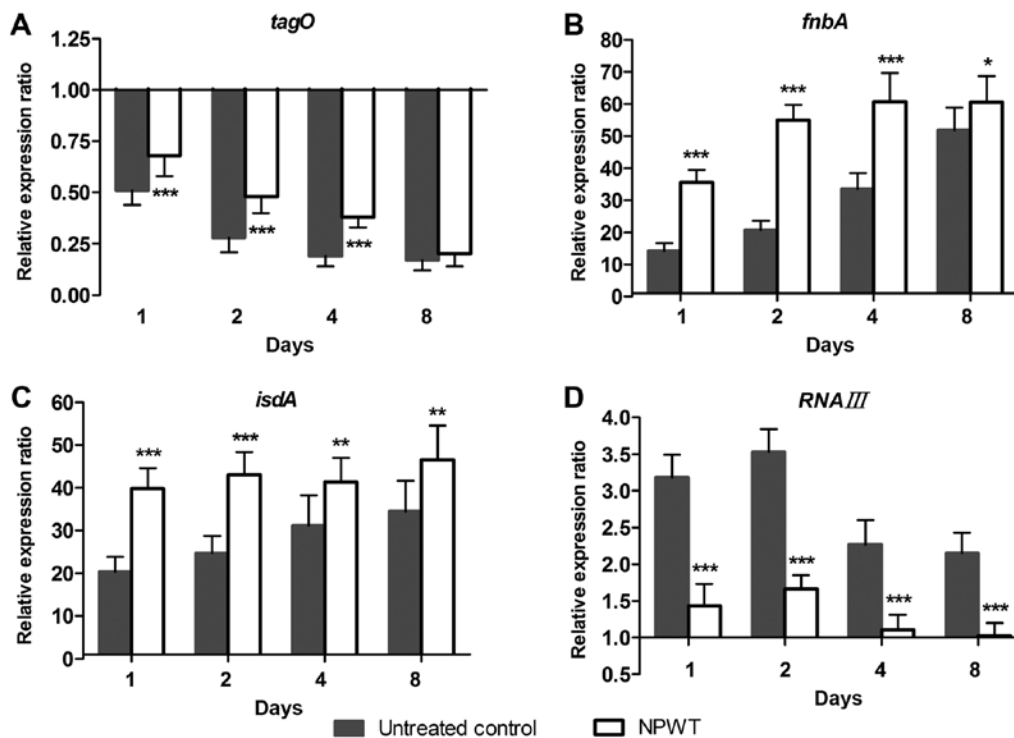 A
tagO
Relative expression ratio
1.25
1.00
0.75
0.50
0.25
0.00
***
***
***
1 2 4 8
Days
B
fnbA
Relative expression ratio
80
70
60
50
40
30
20
10
0
***
***
***
*
1 2 4 8
Days
C
isdA
Relative expression ratio
60
50
40
30
20
10
0
***
***
**
**
1 2 4 8
Days
D
RNAIII
Relative expression ratio
4.0
3.5
3.0
2.5
2.0
1.5
1.0
0.5
***
***
***
***
1 2 4 8
Days
Untreated control NPWT